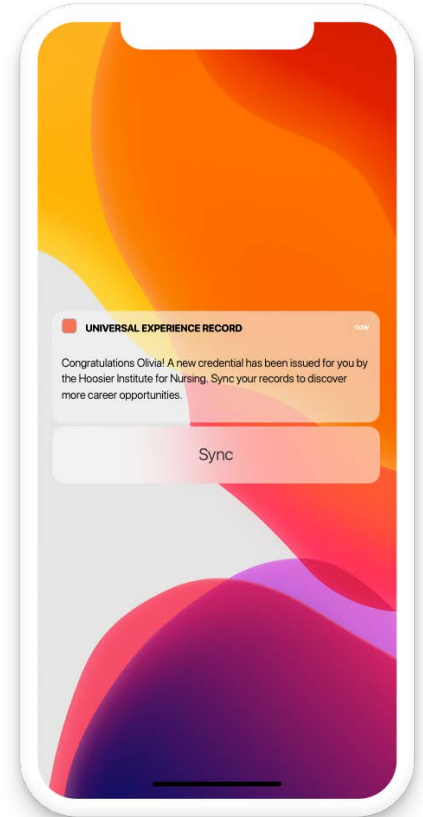 UNIVERSAL EXPERIENCE RECORD now
Congratulations Olivia! A new credential has been issued for you by
the Hoosier Institute for Nursing. Sync your records to discover
more career opportunities.
Sync